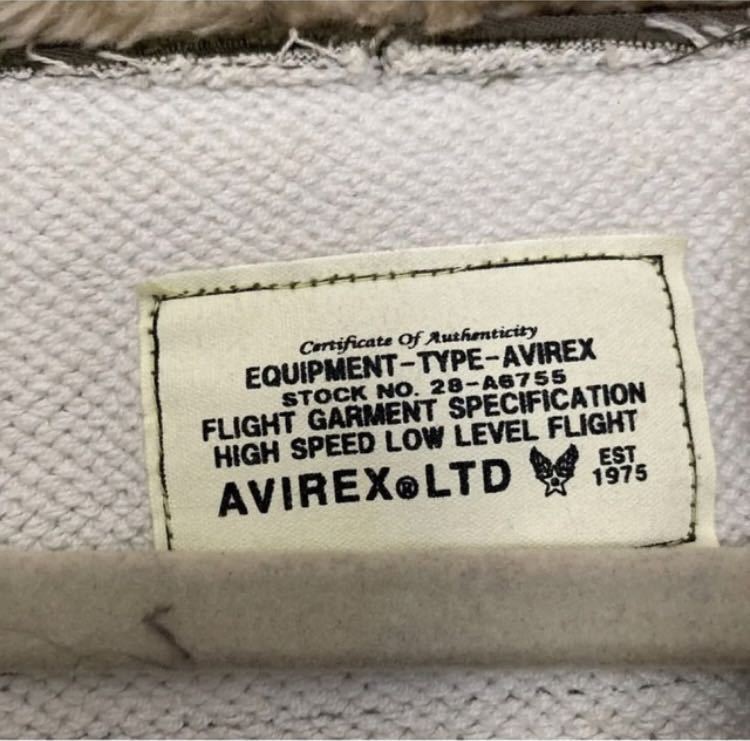 Certificate Of Authenticity
EQUIPMENT-TYPE-AVIREX
STOCK NO. 28-A6755
FLIGHT GARMENT SPECIFICATION
HIGH SPEED LOW LEVEL FLIGHT
AVIREX®LTD EST
1975